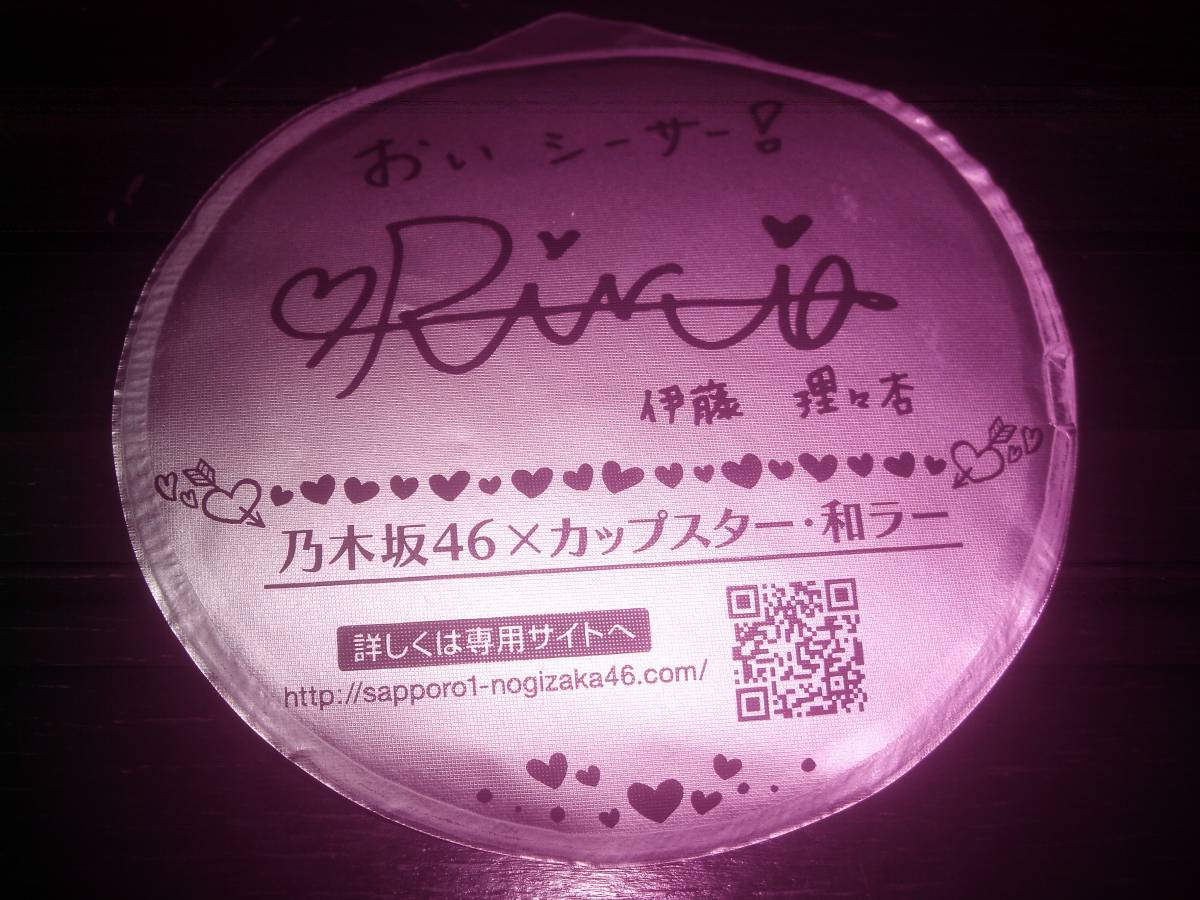 おい シーサー!
Riria
伊藤 理々杏
乃木坂46×カップスター・和ラー
詳しくは専用サイトへ
http://sapporo1-nogizaka46.com/